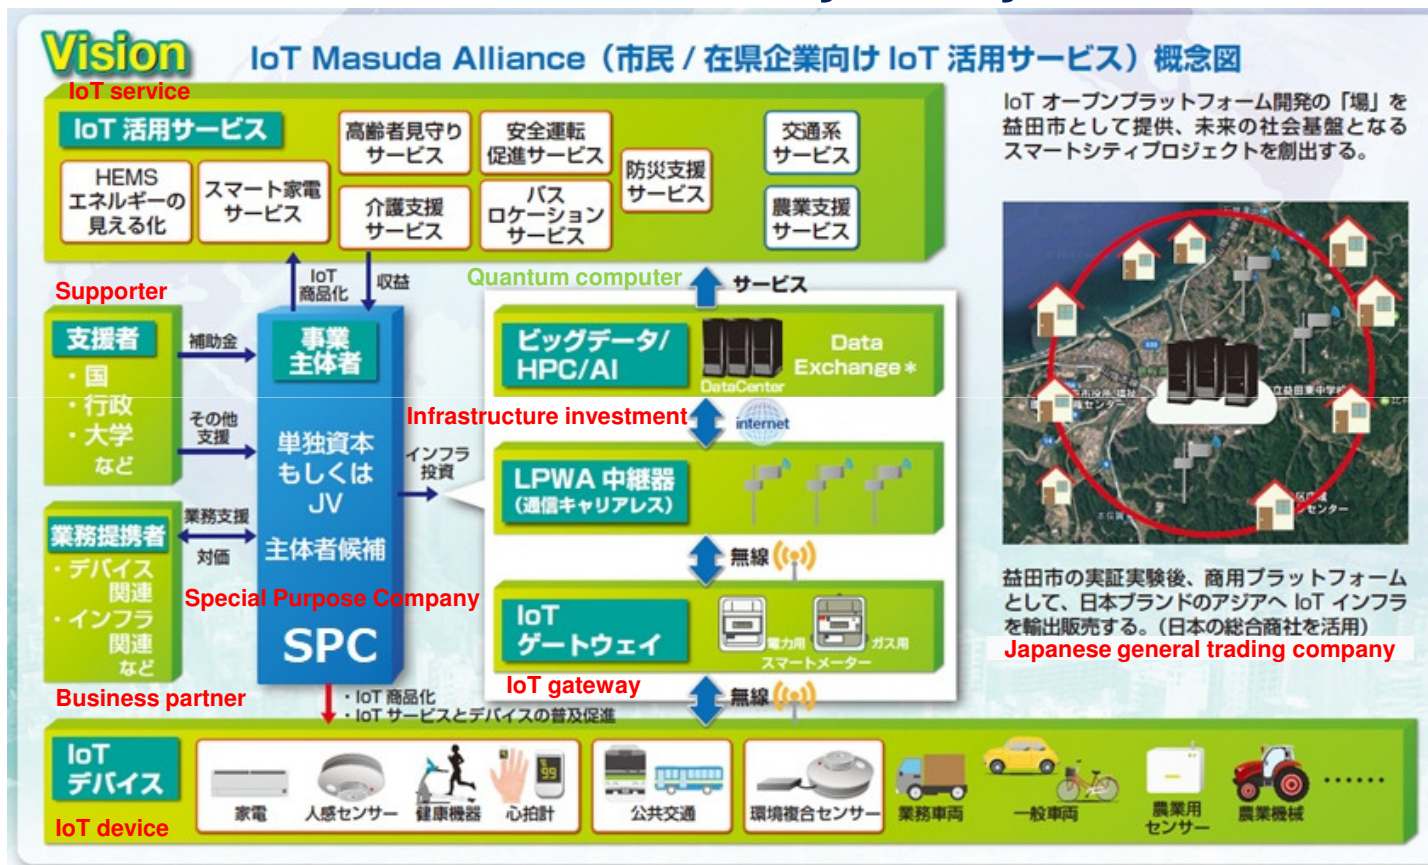 Vision
IoT Masuda Alliance（市民 / 在県企業向け IoT 活用サービス）概念図
IoT service
IoT 活用サービス
HEMS
エネルギーの
見える化
スマート家電
サービス
高齢者見守り
サービス
介護支援
サービス
安全運転
促進サービス
バス
ロケーション
サービス
防災支援
サービス
交通系
サービス
農業支援
サービス
IoT オープンプラットフォーム開発の「場」を
益田市として提供、未来の社会基盤となる
スマートシティプロジェクトを創出する。
IoT
商品化
収益
Quantum computer
サービス
Supporter
支援者
・国
・行政
・大学
など
補助金
その他
支援
事業
主体者
単独資本
もしくは
JV
主体者候補
Special Purpose Company
SPC
業務提携者
・デバイス
関連
・インフラ
関連
など
業務支援
対価
Business partner
インフラ
投資
ビッグデータ/
HPC/AI
DataCenter
Data
Exchange＊
Infrastructure investment
internet
LPWA 中継器
（通信キャリアレス）
無線
IoT
ゲートウェイ
電力用
ガス用
スマートメーター
IoT gateway
無線
・IoT 商品化
・IoT サービスとデバイスの普及促進
立益田東中学校
センター
センター
益田市の実証実験後、商用プラットフォーム
として、日本ブランドのアジアへ IoT インフラ
を輸出販売する。（日本の総合商社を活用）
Japanese general trading company
IoT
デバイス
IoT device
家電
人感センサー
健康機器
99
心拍計
公共交通
環境複合センサー
業務車両
一般車両
農業用
センサー
農業機械
……